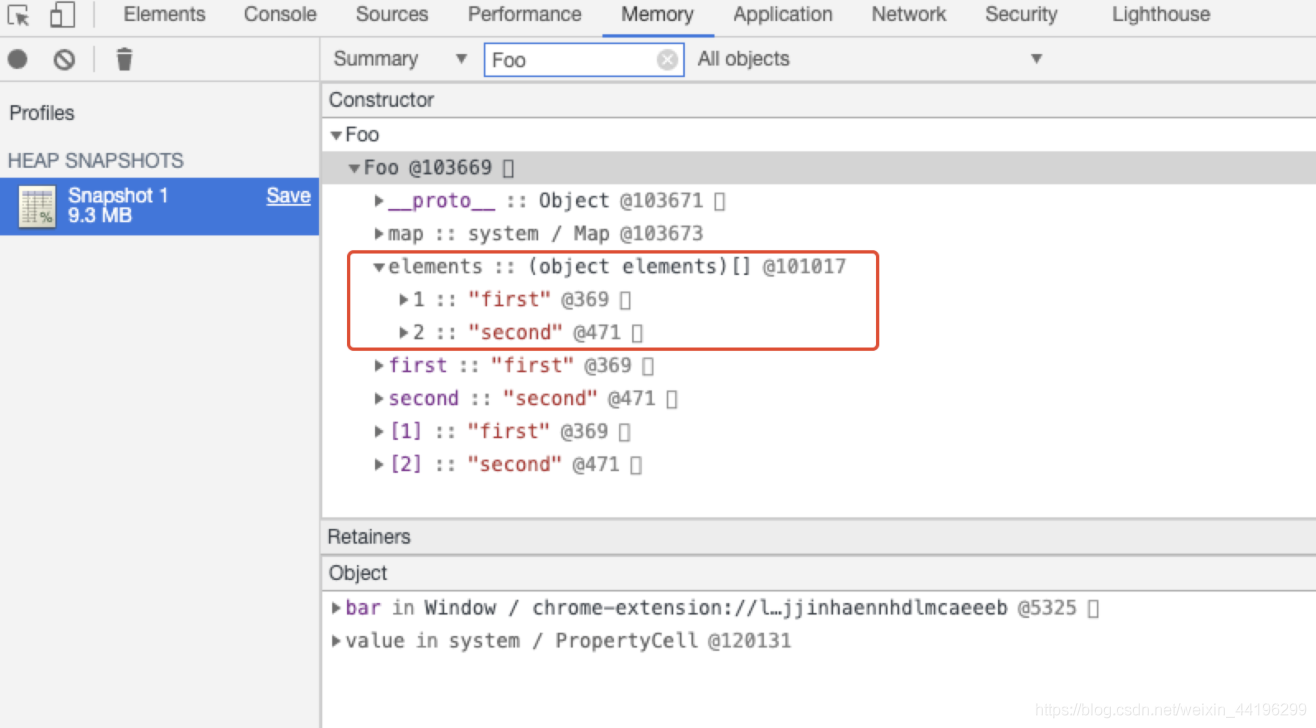 Elements Console Sources Performance Memory Application Network Security Lighthouse
Summary Foo All objects
Profiles
HEAP SNAPSHOTS
Snapshot 1 Save
9.3 MB
%
Constructor
Foo
Foo @103669 []
__proto__ :: Object @103671 []
map :: system / Map @103673
elements :: (object elements)[] @101017
1 :: "first" @369 []
2 :: "second" @471 []
first :: "first" @369 []
second :: "second" @471 []
[1] :: "first" @369 []
[2] :: "second" @471 []
Retainers
Object
bar in Window / chrome-extension://l…jjinhaennhdlmcaeeeb @5325 []
value in system / PropertyCell @120131
https://blog.csdn.net/weixin_44196299